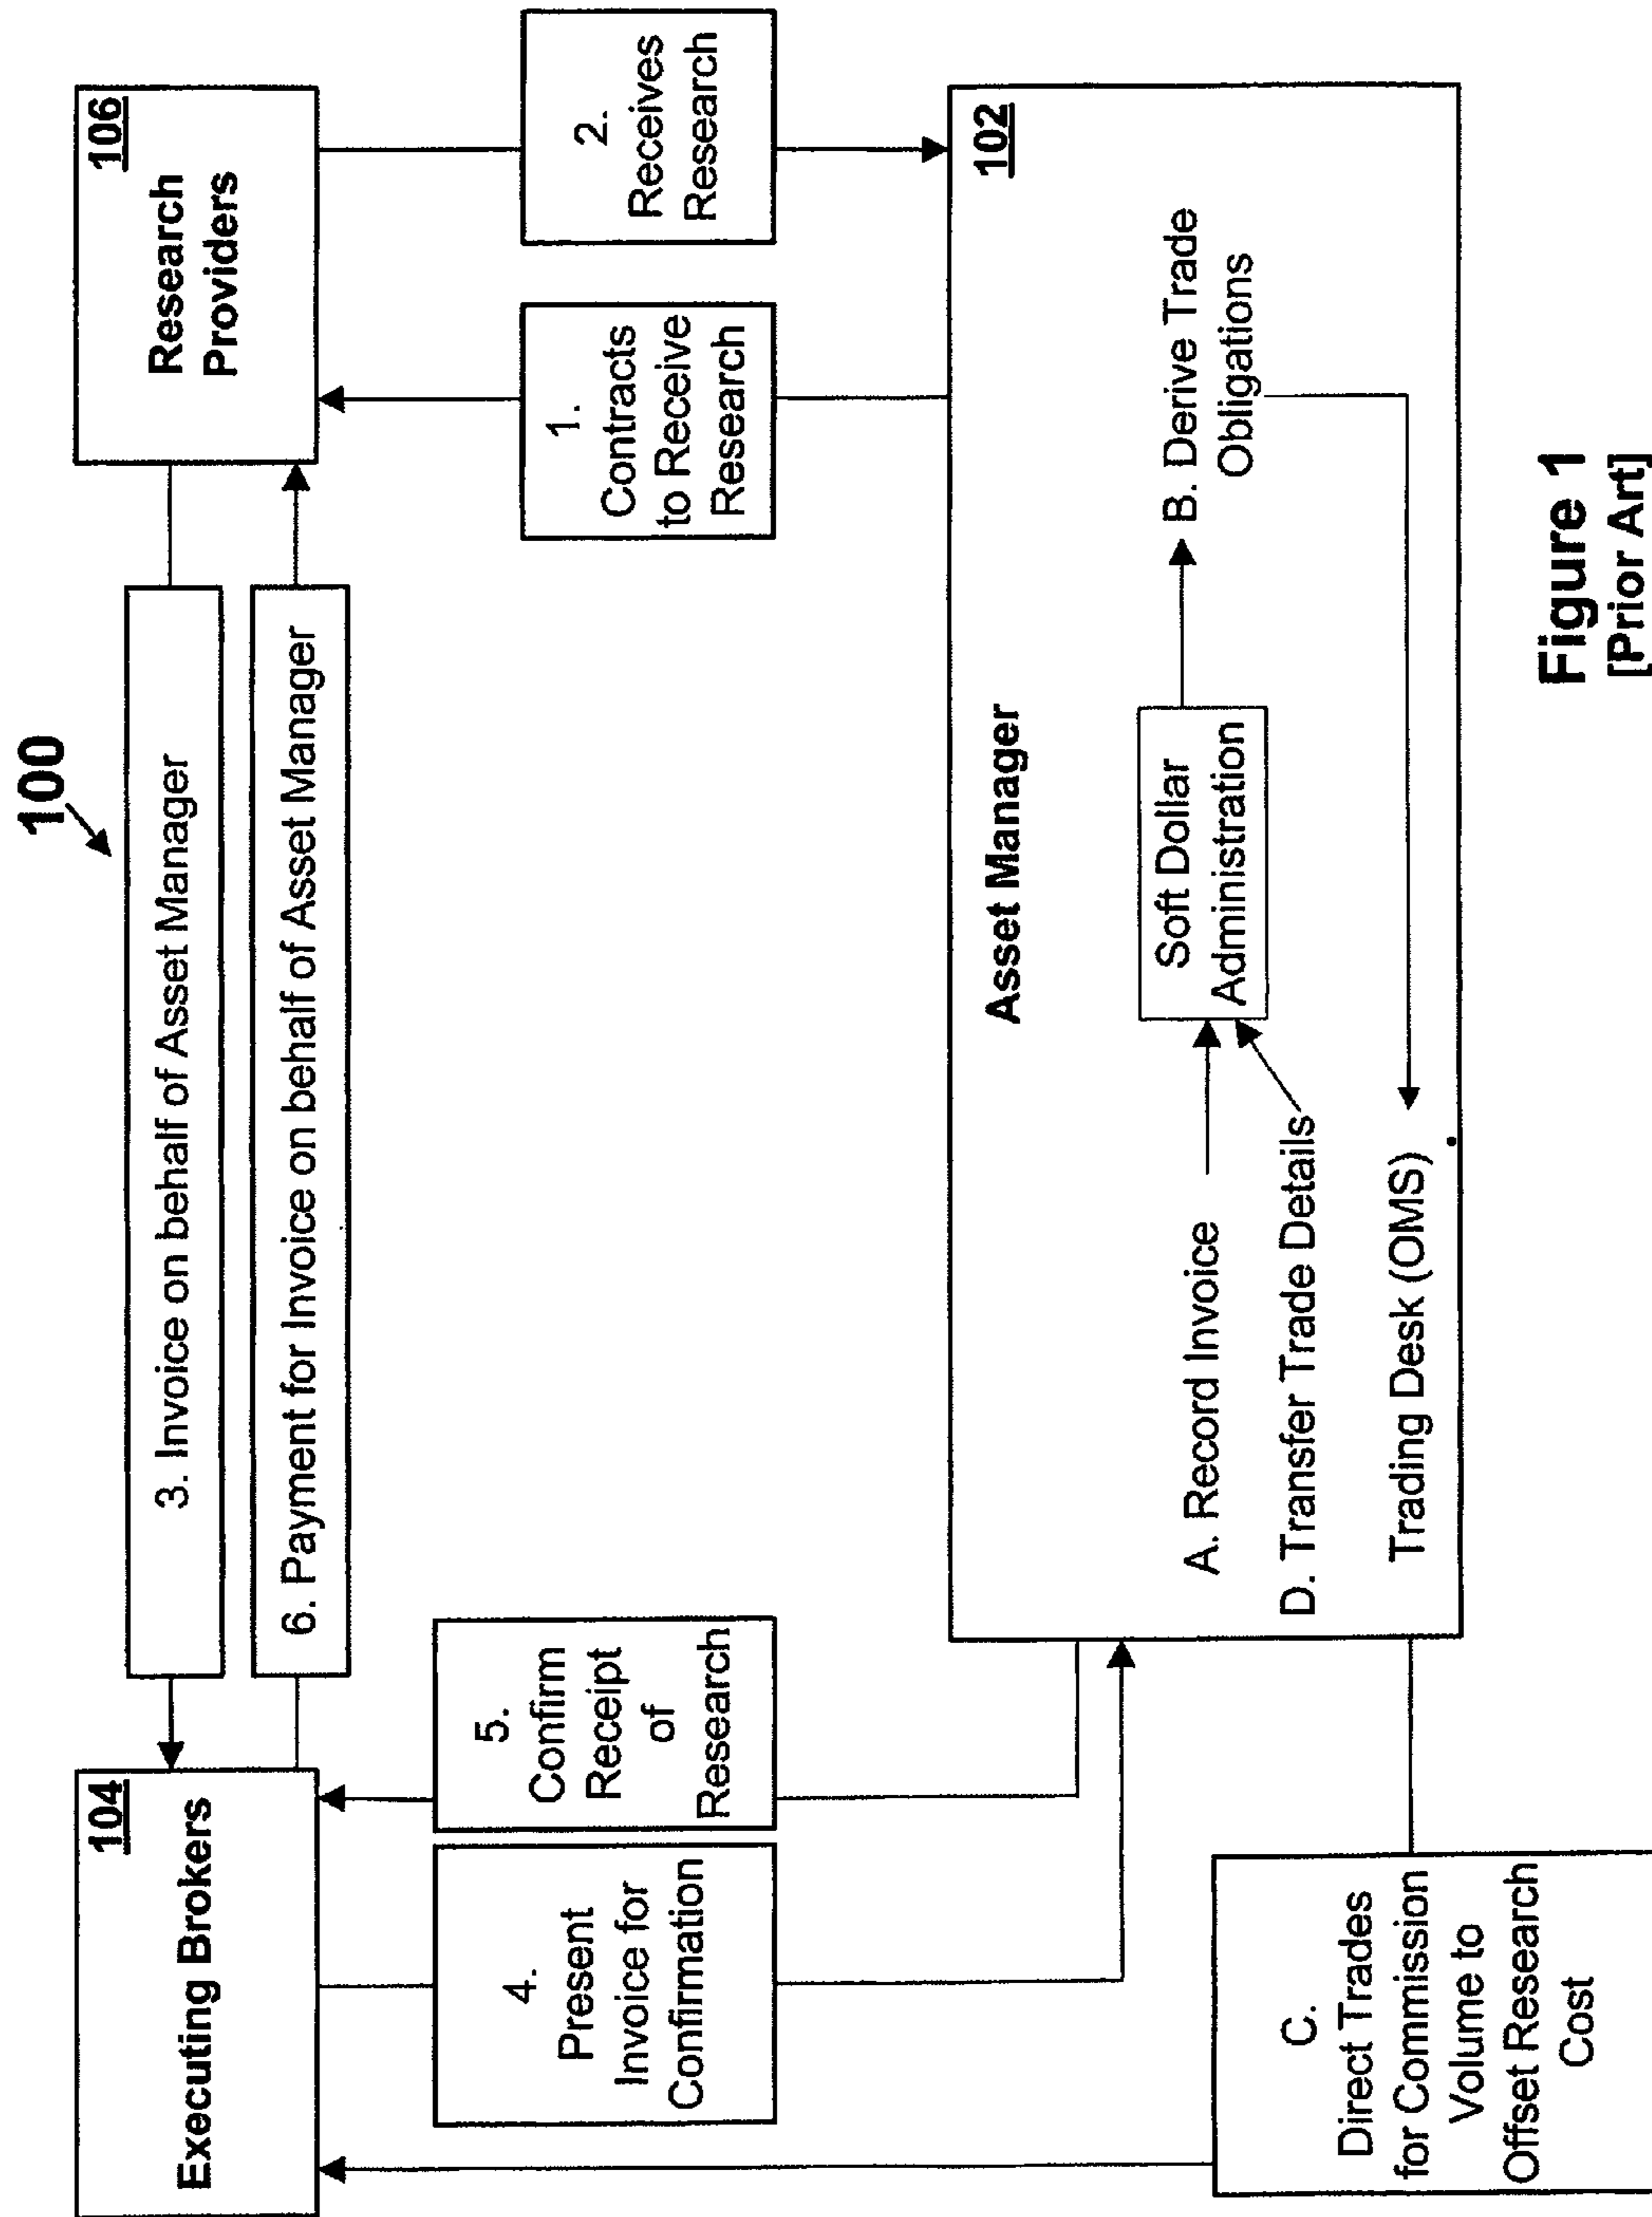 100
Executing Brokers
104
3. Invoice on behalf of Asset Manager
6. Payment for Invoice on behalf of Asset Manager
Research
Providers
106
4.
Present
Invoice for
Confirmation
5.
Confirm
Receipt
of
Research
1.
Contracts
to Receive
Research
2.
Receives
Research
C.
Direct Trades
for Commission
Volume to
Offset Research
Cost
Asset Manager
102
A. Record Invoice
D. Transfer Trade Details
Trading Desk (OMS)
Soft Dollar
Administration
B. Derive Trade
Obligations
Figure 1
[Prior Art]